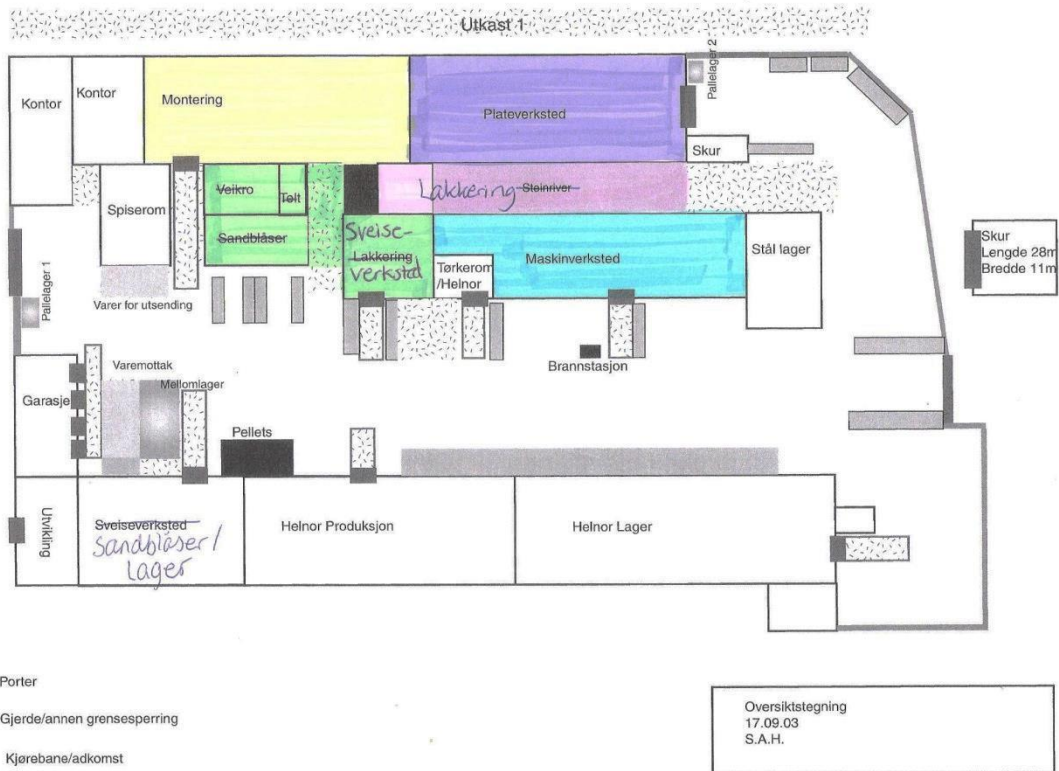 Utkast 1
Kontor
Kontor
Montering
Plateverksted
Pallelager 2
Skur
Veikro
Telt
Lakkering Steinriver
Spiserom
Sandblåser
Sveise-
Lakkering
verksted
Tørkerom
/Helnor
Maskinverksted
Stål lager
Skur
Lengde 28m
Bredde 11m
Pallelager 1
Varer for utsending
Brannstasjon
Varemottak
Mellomlager
Garasje
Pellets
Utvikling
Sveiseverksted
Sandblåser/
Lager
Helnor Produksjon
Helnor Lager
Porter
Gjerde/annen grensesperring
Kjørebane/adkomst
Oversiktstegning
17.09.03
S.A.H.